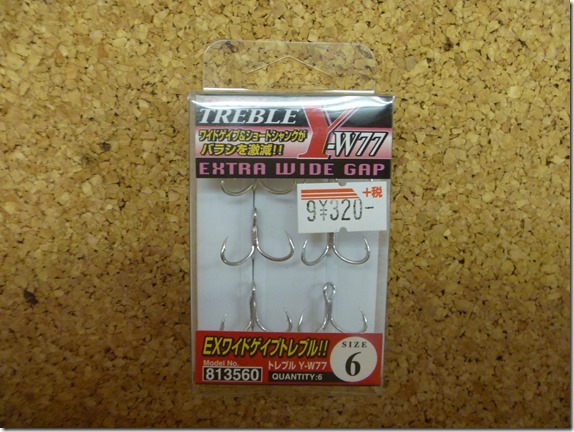 TREBLE Y-W77
ワイドゲイプ&ショートシャンクが
バラシを激減!!
EXTRA WIDE GAP
+税
9¥320-
EXワイドゲイプトレブル!!
SIZE
6
Model No.
813560
トレブル Y-W77
QUANTITY:6